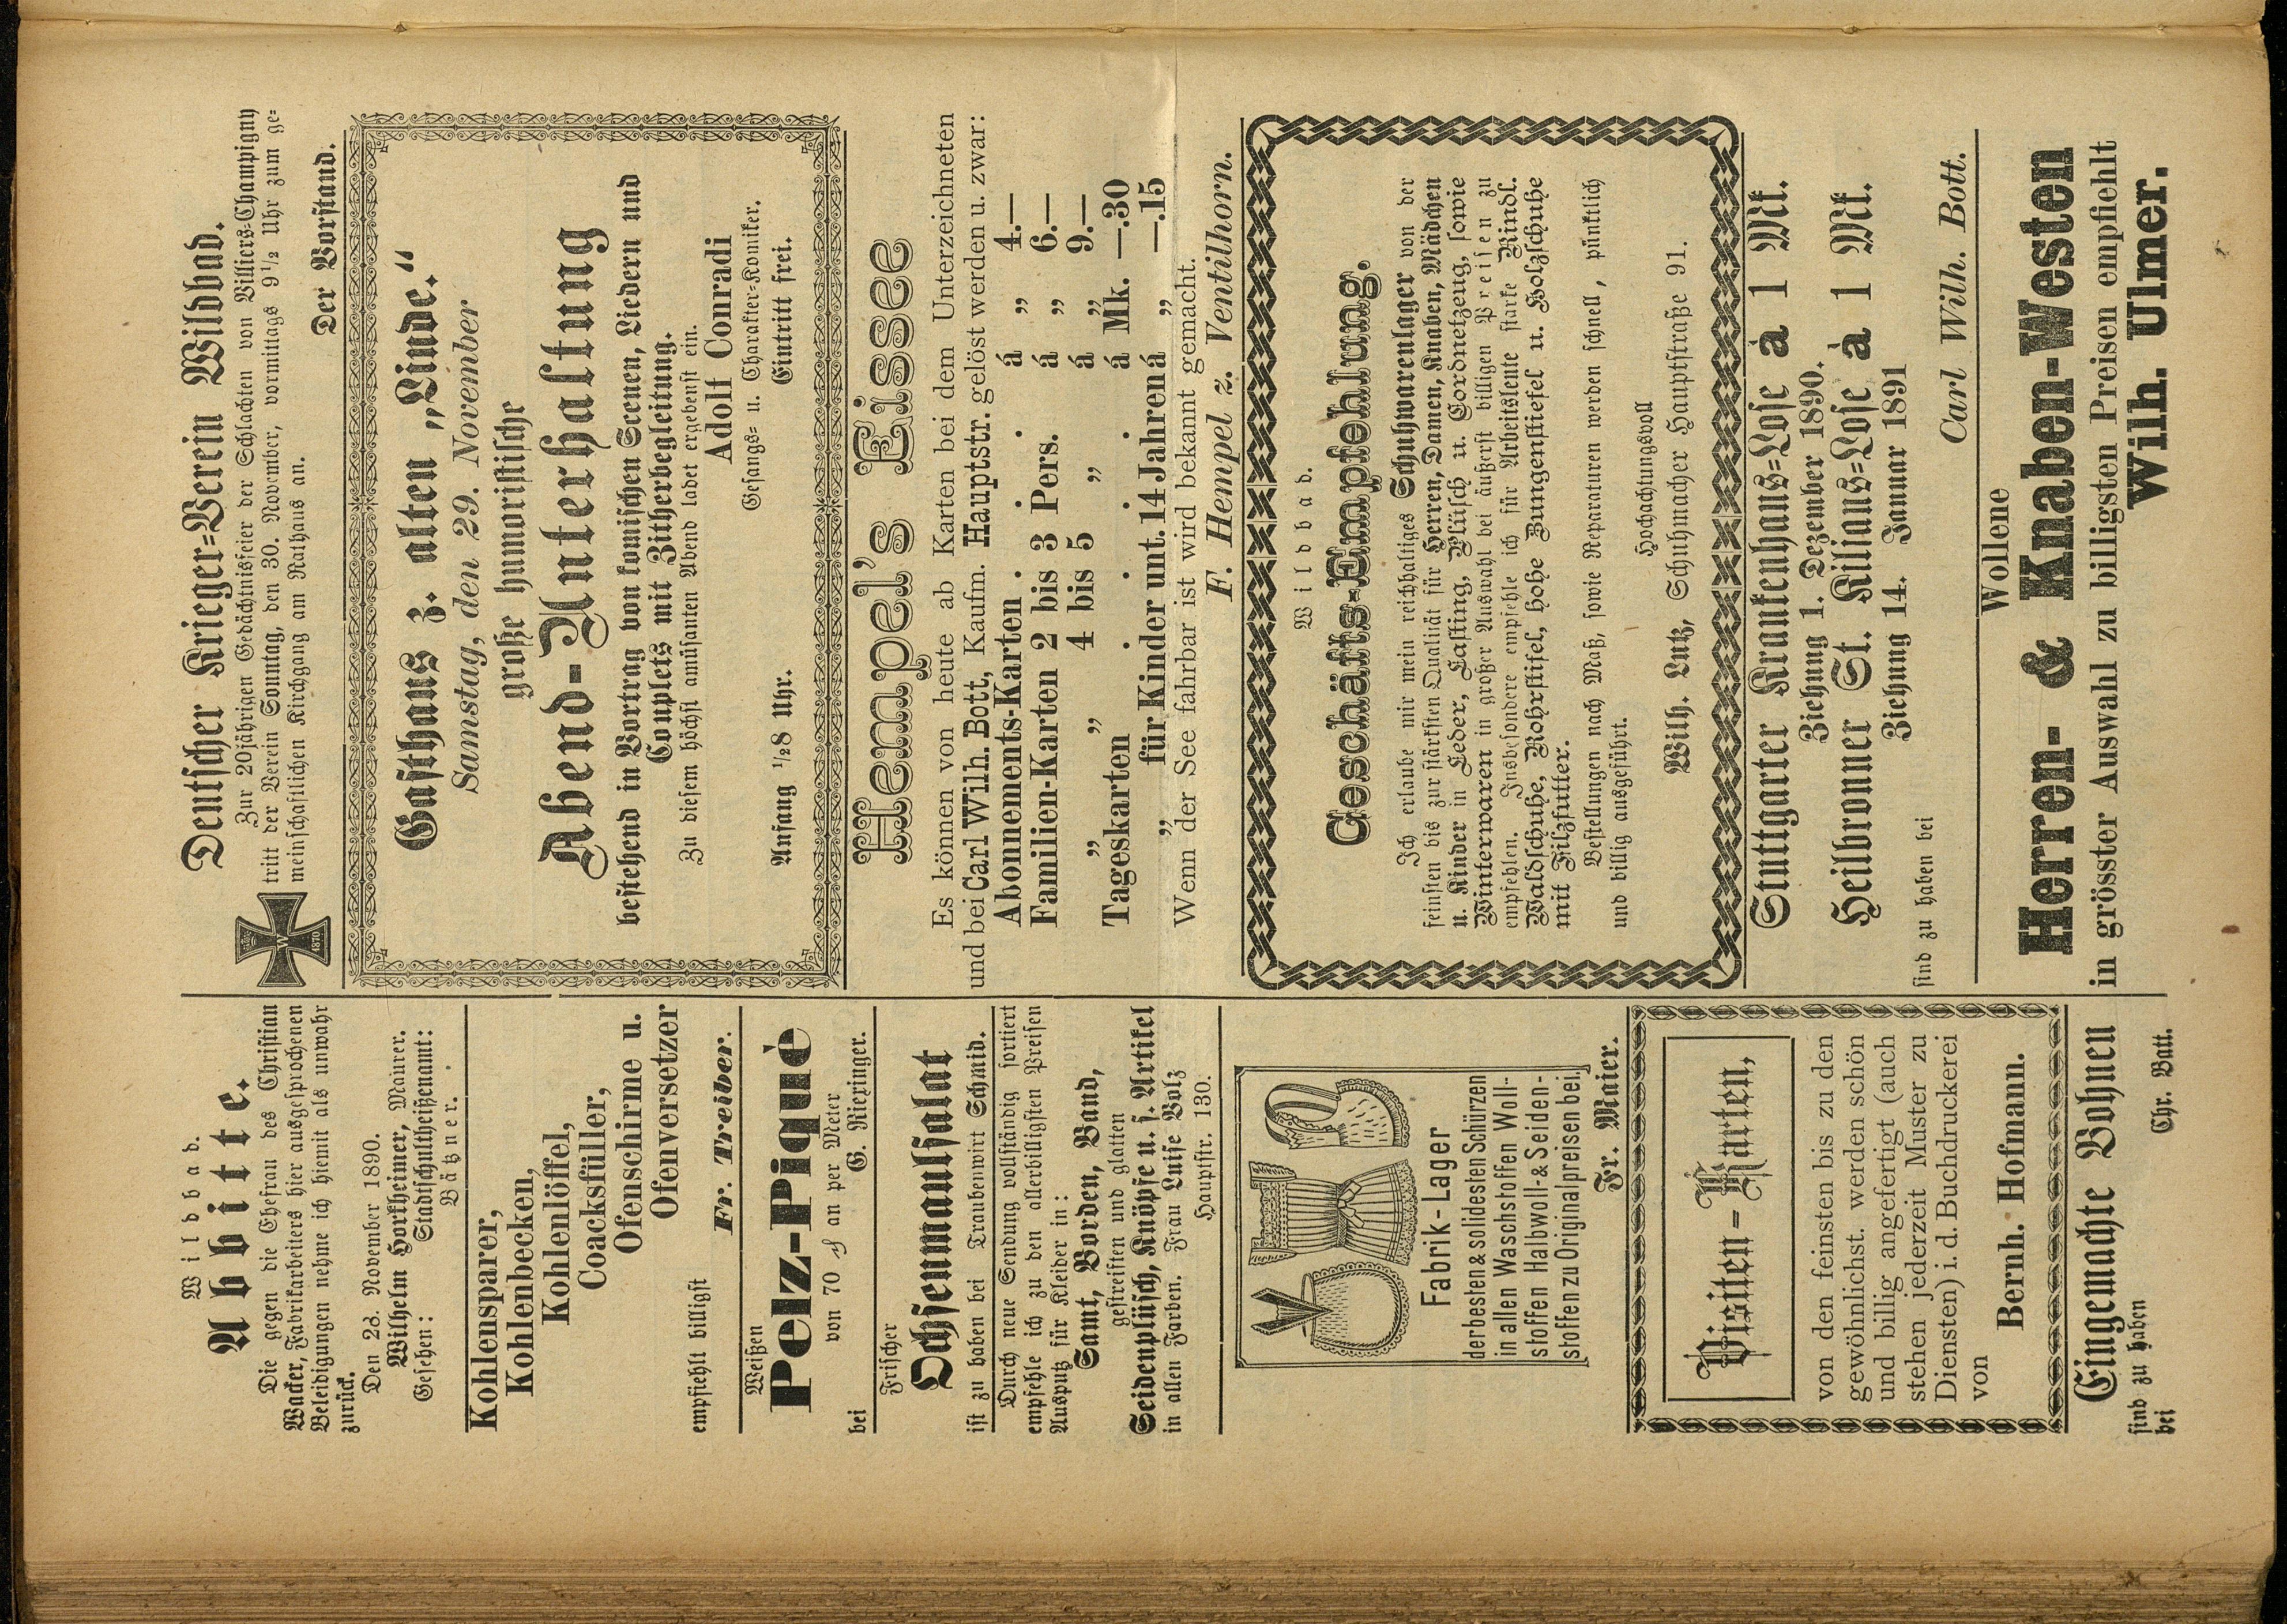 Wildbad.
Abbitte.
Die gegen die Ehefrau des Christian
Wacker, Fabrikarbeiters hier ausgesprochenen
Beleidigungen nehme ich hiemit als unwahr
zurück.
Den 28. November 1890.
Wilhelm Horkheimer, Maurer.
Gesehen: Stadtschultheißenamt:
Bätzner.
Kohlensparer,
Kohlenbecken,
Kohlenlöffel,
Coacksfüller,
Ofenschirme u.
Ofenversetzer
empfiehlt billigst
Fr. Treiber.
Weißen
Pelz-Piquè
von 70 ₰ an per Meter
bei G. Riexinger.
Frischer
Ochsenmaulsalat
ist zu haben bei Traubenwirt Schmid.
Durch neue Sendung vollständig sortiert
empfehle ich zu den allerbilligsten Preisen
Ausputz für Kleider in:
Samt, Borden, Band,
gestreiften und glatten
Seidenplüsch, Knöpfe u. s. Artikel
in allen Farben. Frau Luise Volz
Hauptstr. 130.
Fabrik-Lager
der besten & solidesten Schürzen
in allen Waschstoffen Woll-
stoffen Halbwoll- & Seiden-
stoffen zu Originalpreisen bei.
Fr. Maier.
Visiten-Karten,
von den feinsten bis zu den
gewöhnlichst. werden schön
und billig angefertigt (auch
stehen jederzeit Muster zu
Diensten) i. d. Buchdruckerei
von
Bernh. Hofmann.
Eingemachte Bohnen
sind zu haben
bei Chr. Batt.
Deutscher Krieger-Verein Wildbad.
W
1870
Zur 20jährigen Gedächtnisfeier der Schlachten von Villiers-Champigny
tritt der Verein Sonntag, den 30. November, vormittags 9 1/2 Uhr zum ge-
meinschaftlichen Kirchgang am Rathaus an.
Der Vorstand.
Gasthaus z. alten „Linde.“
Samstag, den 29. November
große humoristische
Abend-Unterhaltung
bestehend in Vortrag von komischen Scenen, Liedern und
Couplets mit Zitherbegleitung.
Zu diesem höchst amüsanten Abend ladet ergebenst ein.
Adolf Conradi
Gesangs- u. Charakter-Komiker.
Anfang 1/2 8 Uhr. Eintritt frei.
Hempel's Eissee
Es können von heute ab Karten bei dem Unterzeichneten
und bei Carl Wilh. Bott, Kaufm. Hauptstr. gelöst werden u. zwar:
Abonnements-Karten . . . á „ 4.—
Familien-Karten 2 bis 3 Pers. á „ 6.—
„ „ 4 bis 5 „ á „ 9.—
Tageskarten . . . . á Mk. —.30
„ für Kinder unt. 14 Jahren á „ —.15
Wenn der See fahrbar ist wird bekannt gemacht.
F. Hempel z. Ventilhorn.
Wildbad.
Geschäfts-Empfehlung.
Ich erlaube mir mein reichhaltiges Schuhwarenlager von der
feinsten bis zur stärksten Qualität für Herren, Damen, Knaben, Mädchen
u. Kinder in Leder, Lasting, Plüsch u. Cordnetzeug, sowie
Winterwaren in großer Auswahl bei äußerst billigen Preisen zu
empfehlen. Insbesondere empfehle ich für Arbeitsleute starke Rindl.
Waldschuhe, Rohrstifel, hohe Zungenstiefel u. Holzschuhe
mit Filzfutter.
Bestellungen nach Maß, sowie Reparaturen werden schnell, pünktlich
und billig ausgeführt.
Hochachtungsvoll
Wilh. Lutz, Schuhmacher Hauptstraße 91.
Stuttgarter Krankenhaus-Lose à 1 Mk.
Ziehung 1. Dezember 1890.
Heilbronner St. Kilians-Lose à 1 Mk.
Ziehung 14. Januar 1891
sind zu haben bei
Carl Wilh. Bott.
Wollene
Herren- & Knaben-Westen
in grösster Auswahl zu billigsten Preisen empfiehlt
Wilh. Ulmer.